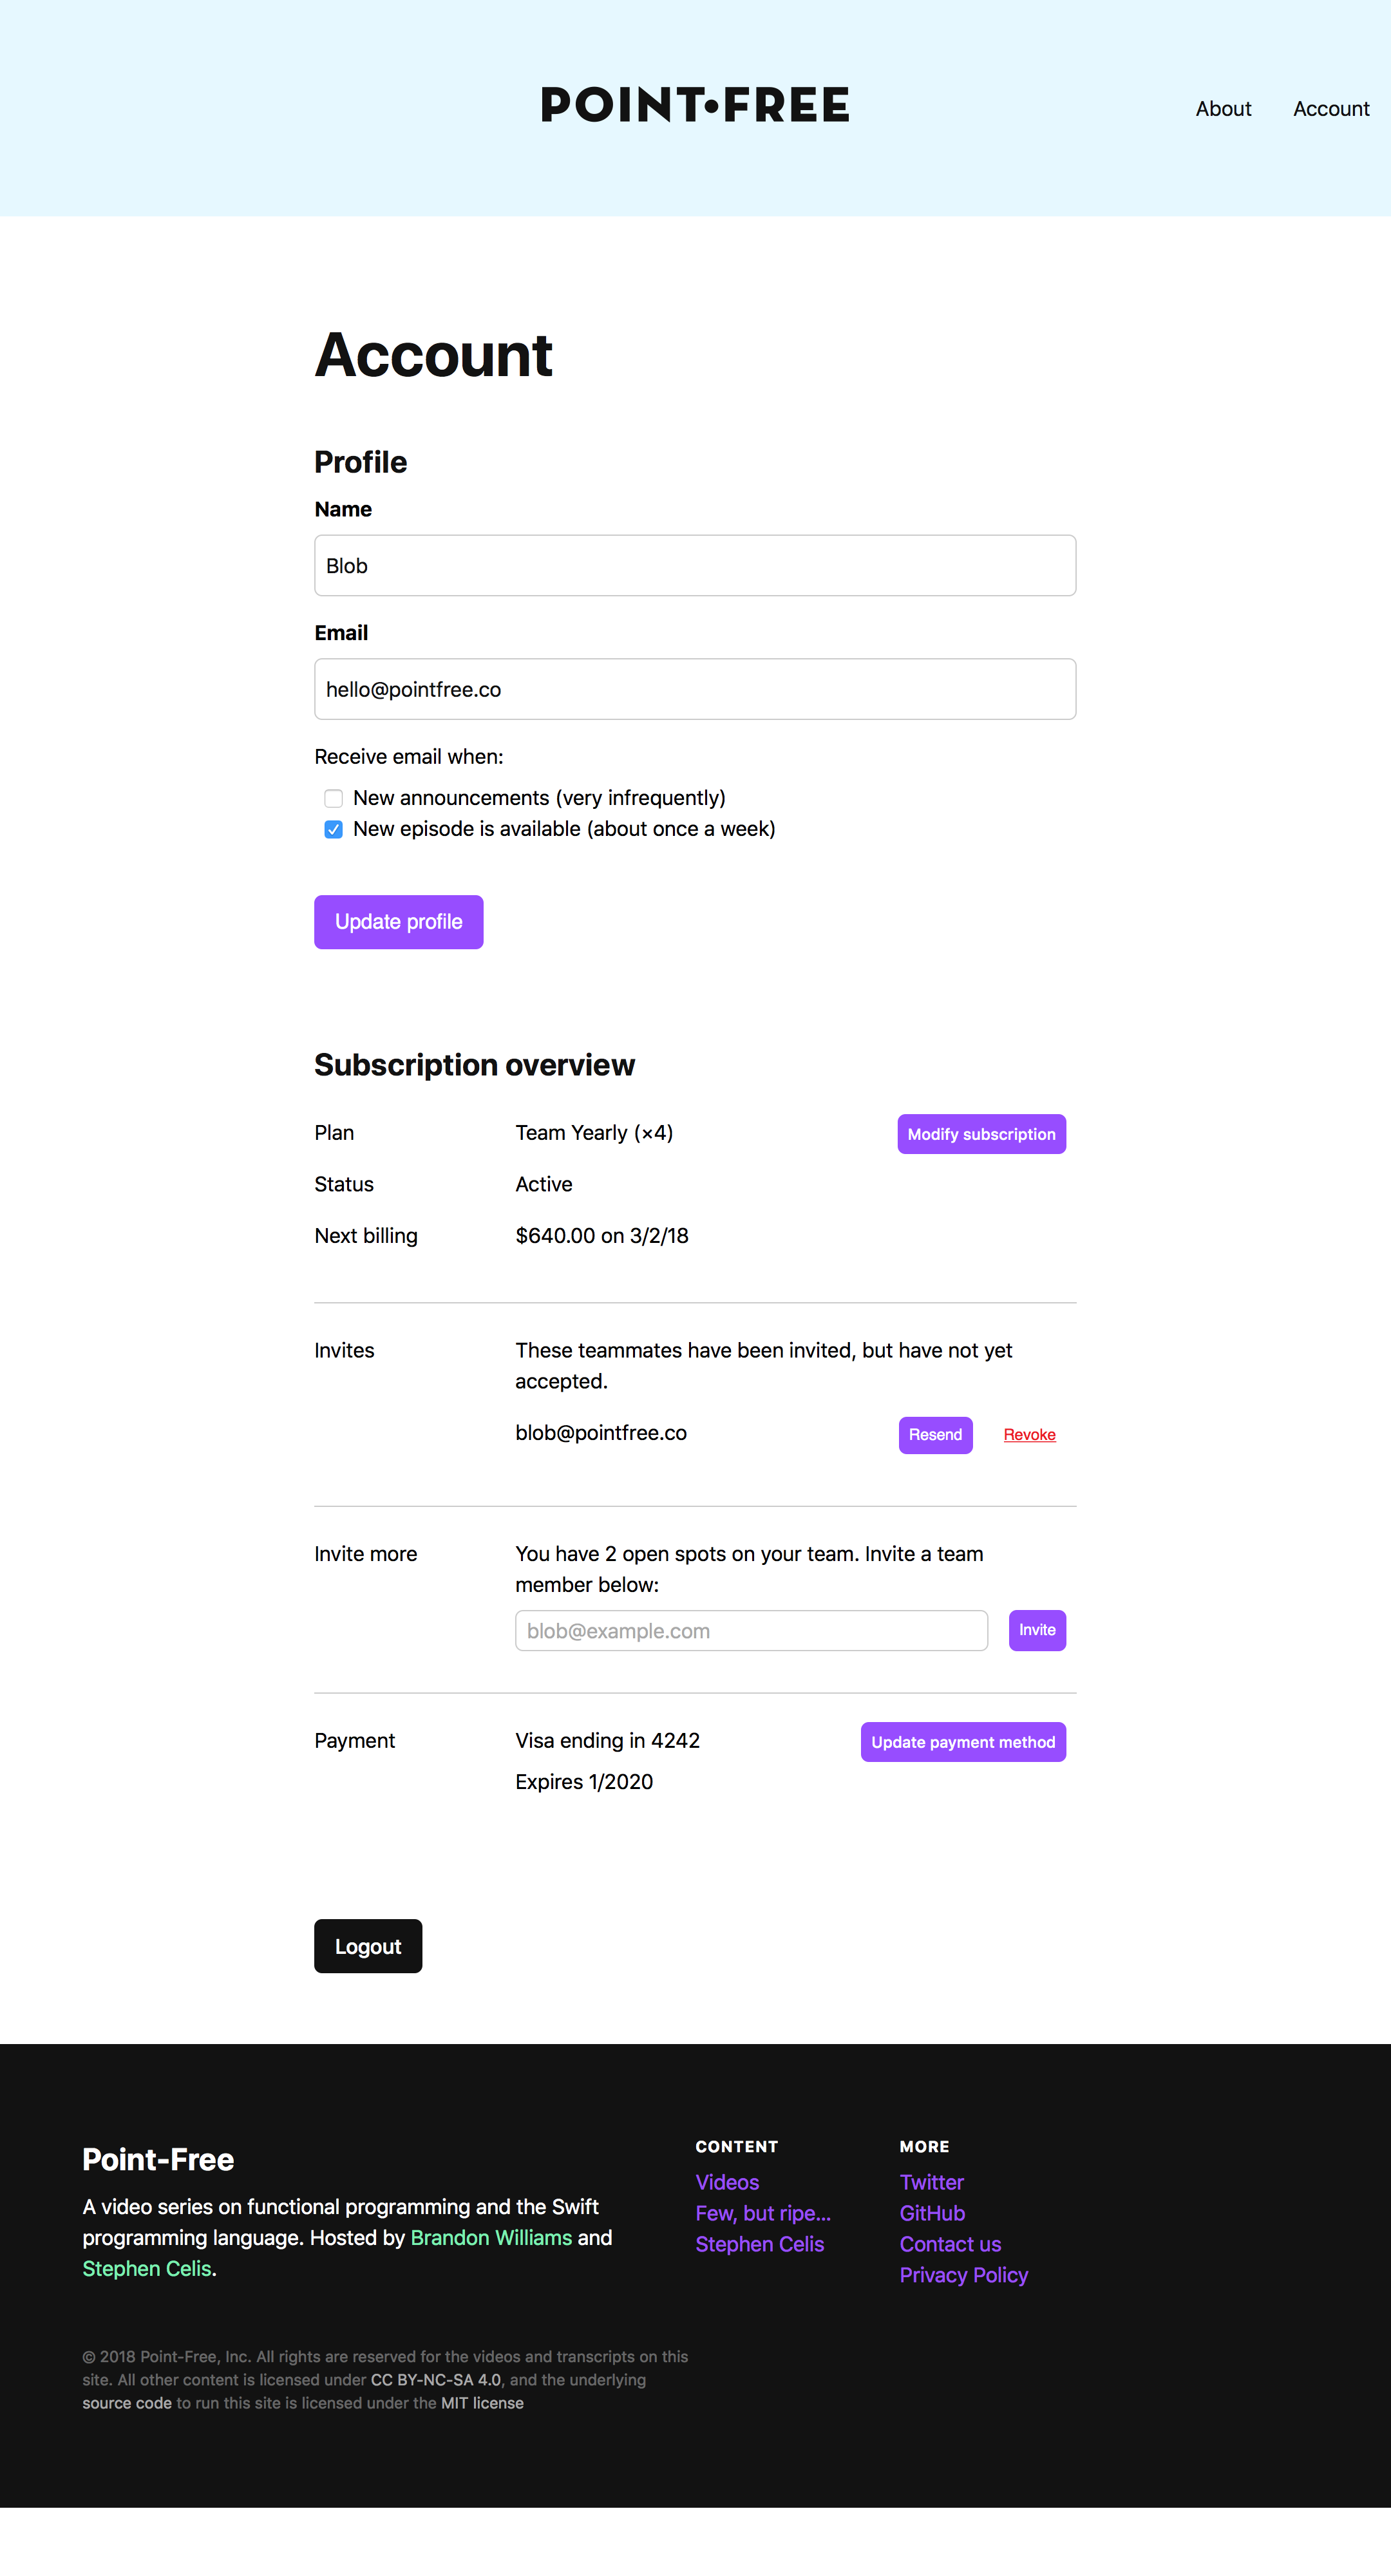 POINT•FREE
About
Account
Account
Profile
Name
Blob
Email
hello@pointfree.co
Receive email when:
New announcements (very infrequently)
New episode is available (about once a week)
Update profile
Subscription overview
Plan
Team Yearly (×4)
Modify subscription
Status
Active
Next billing
$640.00 on 3/2/18
Invites
These teammates have been invited, but have not yet
accepted.
blob@pointfree.co
Resend
Revoke
Invite more
You have 2 open spots on your team. Invite a team
member below:
blob@example.com
Invite
Payment
Visa ending in 4242
Update payment method
Expires 1/2020
Logout
Point-Free
A video series on functional programming and the Swift
programming language. Hosted by Brandon Williams and
Stephen Celis.
CONTENT
Videos
Few, but ripe...
Stephen Celis
MORE
Twitter
GitHub
Contact us
Privacy Policy
© 2018 Point-Free, Inc. All rights are reserved for the videos and transcripts on this
site. All other content is licensed under CC BY-NC-SA 4.0, and the underlying
source code to run this site is licensed under the MIT license